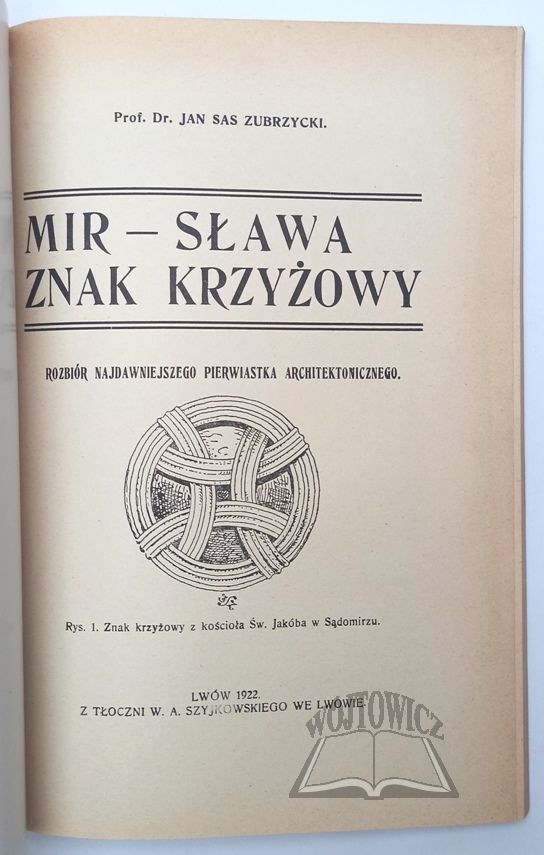 Prof. Dr. JAN SAS ZUBRZYCKI.
MIR – SŁAWA
ZNAK KRZYŻOWY
ROZBIÓR NAJDAWNIEJSZEGO PIERWIASTKA ARCHITEKTONICZNEGO.
Rys. 1. Znak krzyżowy z kościoła Św. Jakóba w Sądomirzu.
LWÓW 1922.
Z TŁOCZNI W. A. SZYJKOWSKIEGO WE LWOWIE.
WÓJTOWICZ